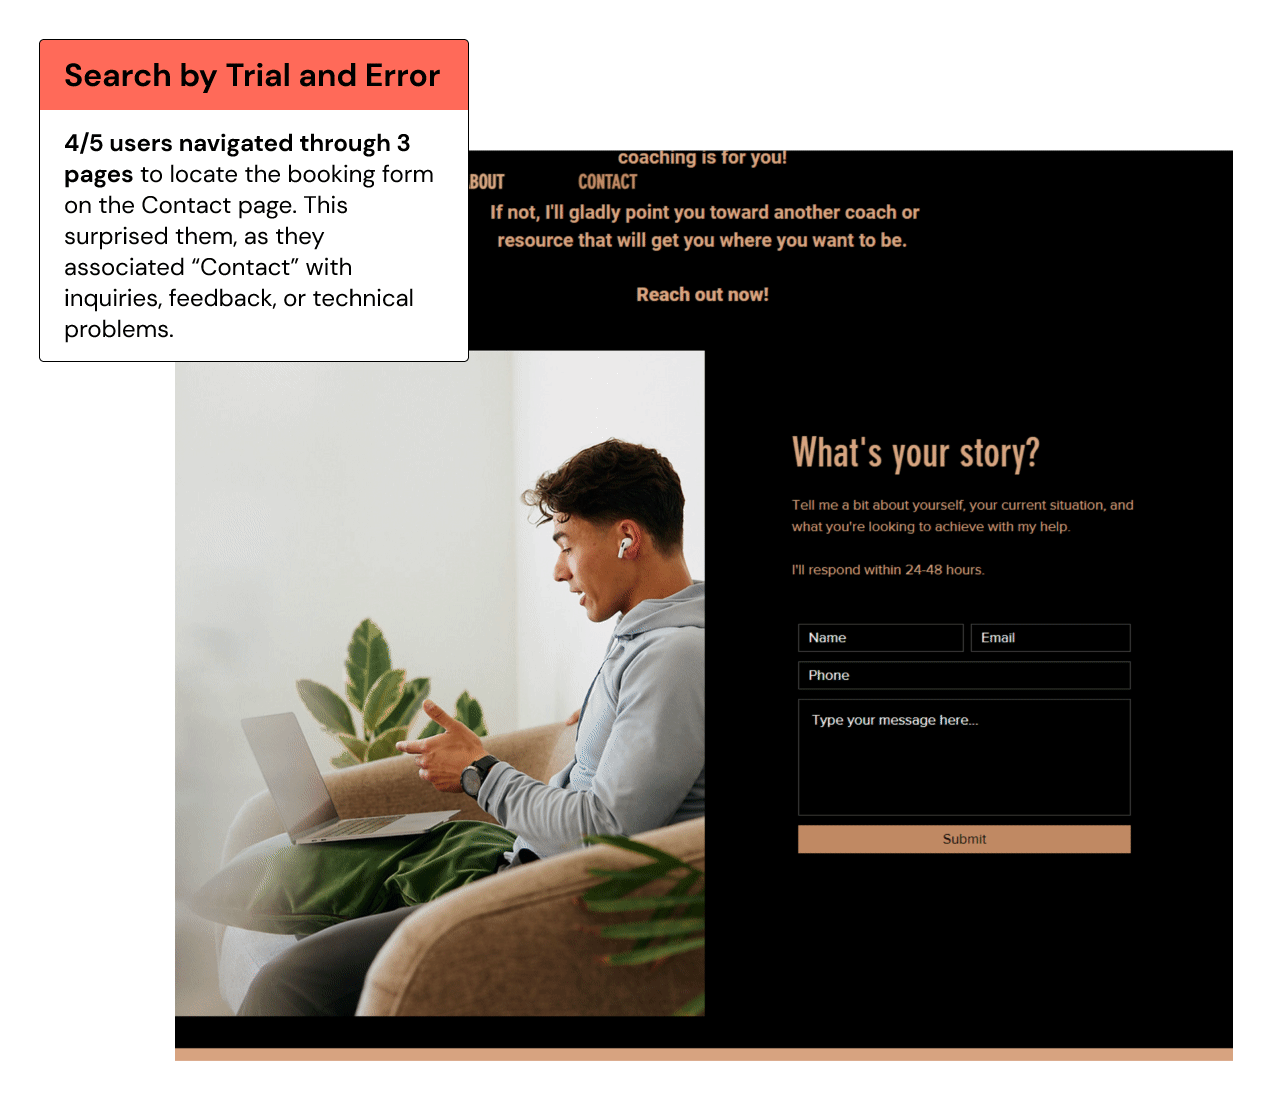 Search by Trial and Error
4/5 users navigated through 3
pages to locate the booking form
on the Contact page. This
surprised them, as they
associated “Contact” with
inquiries, feedback, or technical
problems.
coaching is for you!
BOUT
CONTACT
If not, I'll gladly point you toward another coach or
resource that will get you where you want to be.
Reach out now!
What's your story?
Tell me a bit about yourself, your current situation, and
what you're looking to achieve with my help.
I'll respond within 24-48 hours.
Name
Email
Phone
Type your message here...
Submit